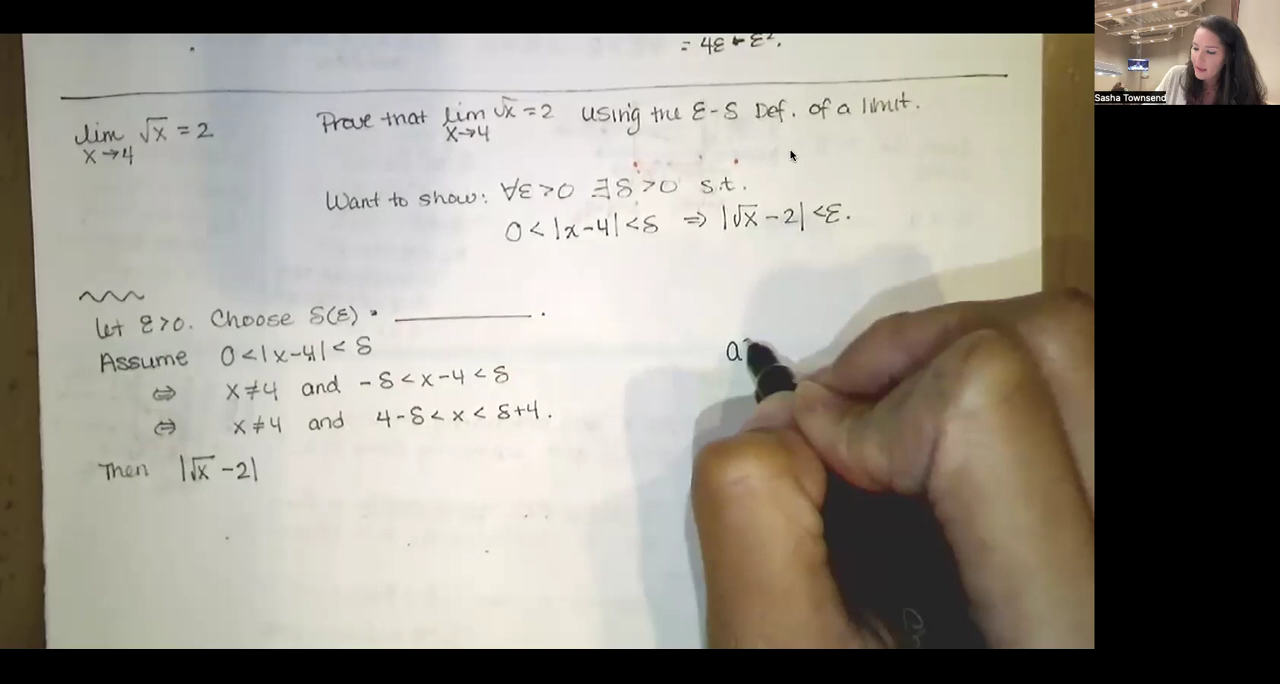 = 4ε - ε².
lim √x = 2
x→4
Prove that lim √x = 2 using the ε-δ Def. of a limit.
x→4
Want to show: ∀ε>0 ∃δ>0 s.t.
0<|x-4|<δ ⇒ |√x-2|<ε.
Let ε>0. Choose δ(ε) = ________.
Assume 0<|x-4|<δ
⇔ x≠4 and -δ<x-4<δ
⇔ x≠4 and 4-δ<x<δ+4.
Then |√x-2|
a
Sasha Townsend